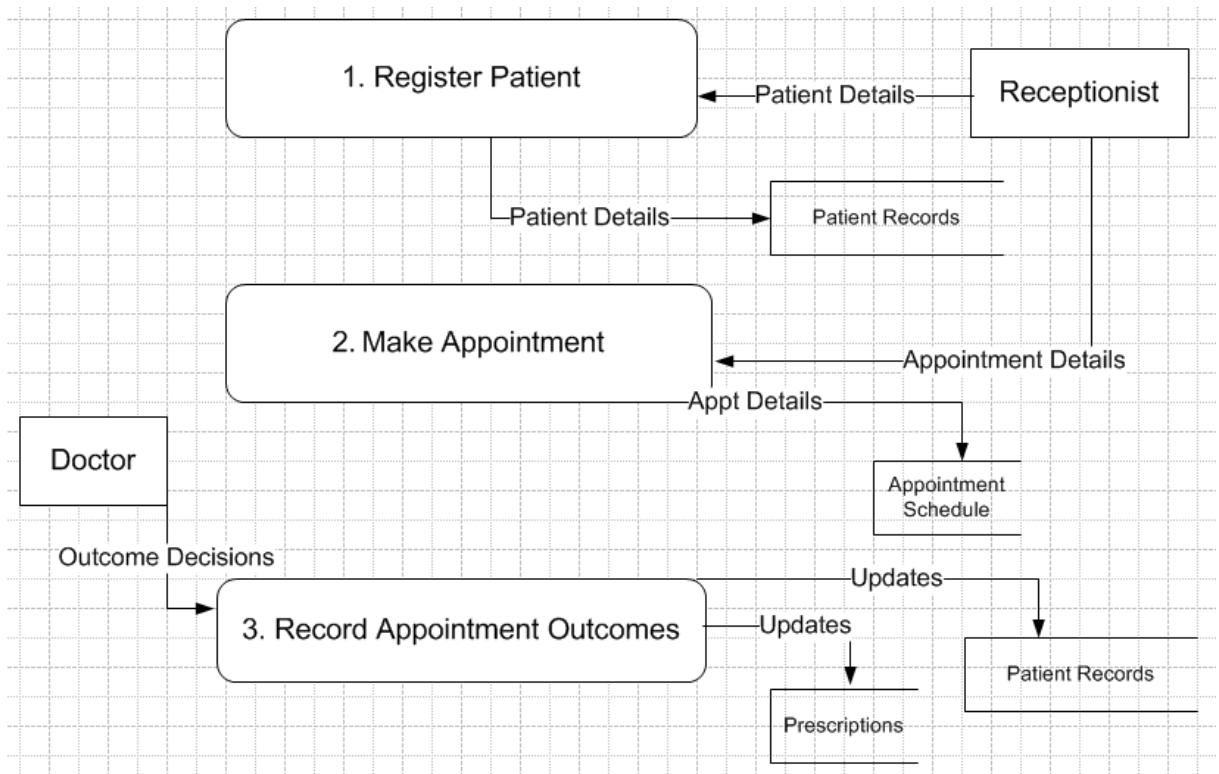 1. Register Patient
Patient Details
Receptionist
Patient Details
Patient Records
2. Make Appointment
Appointment Details
Appt Details
Doctor
Appointment
Schedule
Outcome Decisions
Updates
3. Record Appointment Outcomes
Updates
Patient Records
Prescriptions